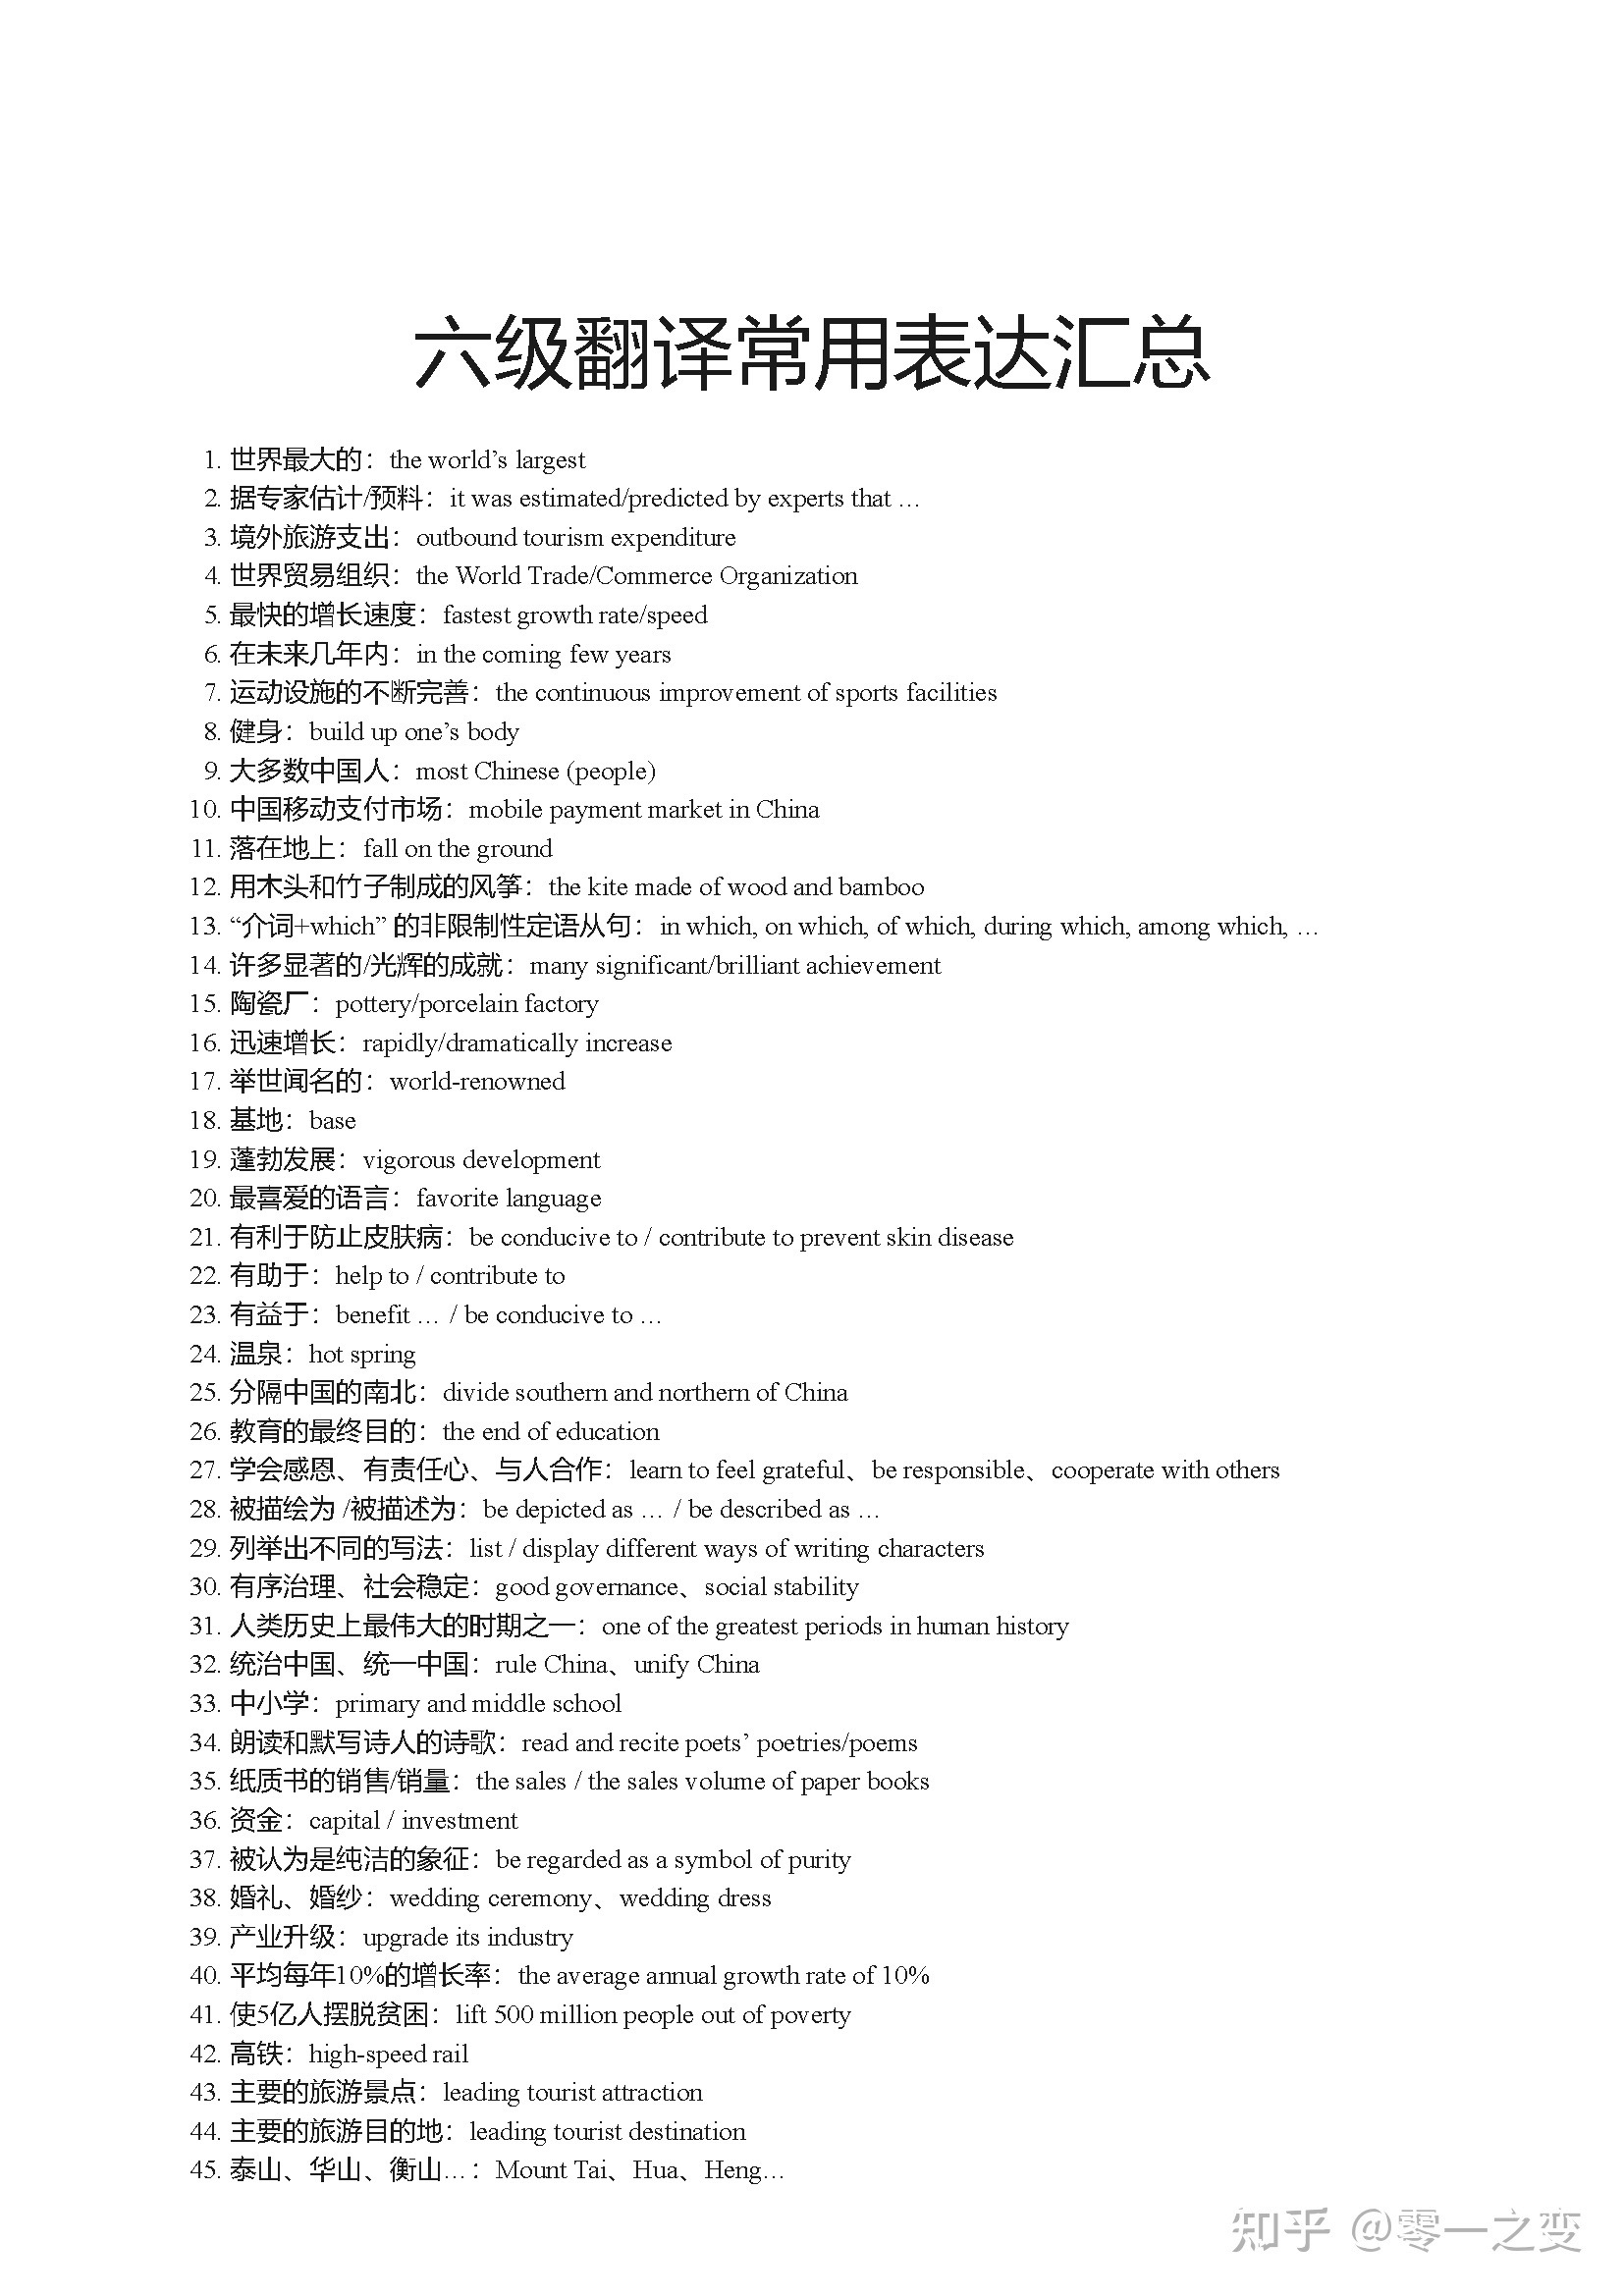 六级翻译常用表达汇总
1. 世界最大的：the world’s largest
2. 据专家估计/预料：it was estimated/predicted by experts that …
3. 境外旅游支出：outbound tourism expenditure
4. 世界贸易组织：the World Trade/Commerce Organization
5. 最快的增长速度：fastest growth rate/speed
6. 在未来几年内：in the coming few years
7. 运动设施的不断完善：the continuous improvement of sports facilities
8. 健身：build up one’s body
9. 大多数中国人：most Chinese (people)
10. 中国移动支付市场：mobile payment market in China
11. 落在地上：fall on the ground
12. 用木头和竹子制成的风筝：the kite made of wood and bamboo
13. “介词+which” 的非限制性定语从句：in which, on which, of which, during which, among which, …
14. 许多显著的/光辉的成就：many significant/brilliant achievement
15. 陶瓷厂：pottery/porcelain factory
16. 迅速增长：rapidly/dramatically increase
17. 举世闻名的：world-renowned
18. 基地：base
19. 蓬勃发展：vigorous development
20. 最喜爱的语言：favorite language
21. 有利于防止皮肤病：be conducive to / contribute to prevent skin disease
22. 有助于：help to / contribute to
23. 有益于：benefit … / be conducive to …
24. 温泉：hot spring
25. 分隔中国的南北：divide southern and northern of China
26. 教育的最终目的：the end of education
27. 学会感恩、有责任心、与人合作：learn to feel grateful、be responsible、cooperate with others
28. 被描绘为 /被描述为：be depicted as … / be described as …
29. 列举出不同的写法：list / display different ways of writing characters
30. 有序治理、社会稳定：good governance、social stability
31. 人类历史上最伟大的时期之一：one of the greatest periods in human history
32. 统治中国、统一中国：rule China、unify China
33. 中小学：primary and middle school
34. 朗读和默写诗人的诗歌：read and recite poets’ poetries/poems
35. 纸质书的销售/销量：the sales / the sales volume of paper books
36. 资金：capital / investment
37. 被认为是纯洁的象征：be regarded as a symbol of purity
38. 婚礼、婚纱：wedding ceremony、wedding dress
39. 产业升级：upgrade its industry
40. 平均每年10%的增长率：the average annual growth rate of 10%
41. 使5亿人摆脱贫困：lift 500 million people out of poverty
42. 高铁：high-speed rail
43. 主要的旅游景点：leading tourist attraction
44. 主要的旅游目的地：leading tourist destination
45. 泰山、华山、衡山…：Mount Tai、Hua、Heng…
知乎 @零一之变